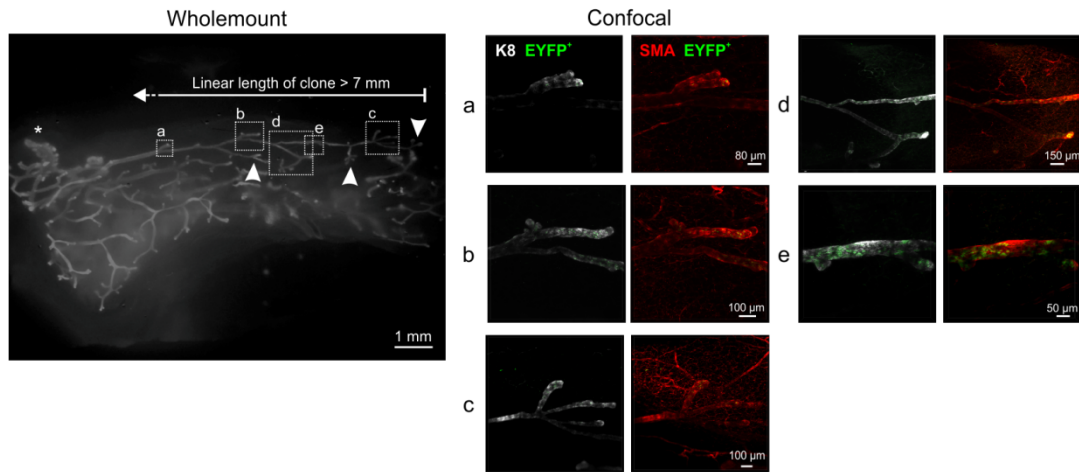 Wholemount
Linear length of clone > 7 mm
*
a
b
d
e
c
1 mm
Confocal
K8 EYFP⁺
SMA EYFP⁺
a
80 µm
b
100 µm
c
100 µm
d
150 µm
e
50 µm